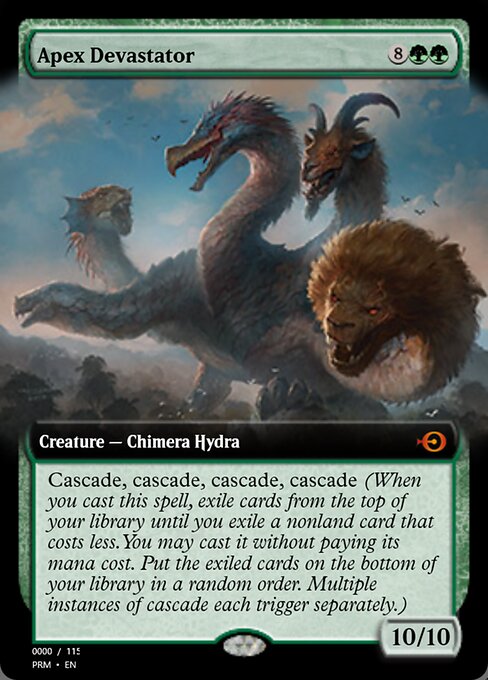 Apex Devastator 8
Creature — Chimera Hydra
Cascade, cascade, cascade, cascade (When
you cast this spell, exile cards from the top of
your library until you exile a nonland card that
costs less. You may cast it without paying its
mana cost. Put the exiled cards on the bottom of
your library in a random order. Multiple
instances of cascade each trigger separately.)
10/10
0000 / 115
PRM • EN